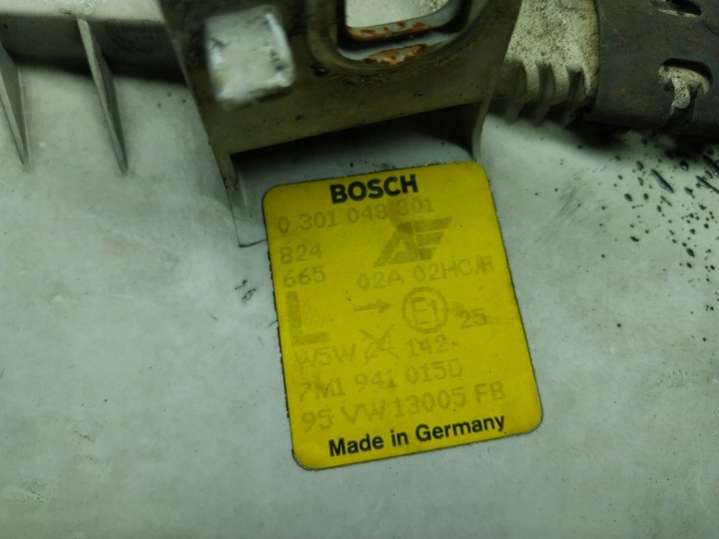 BOSCH
0 301 048 301
824
665 02A 02HC/R
L → E1 25
W5W 142
7M1 941 015D
95 VW 13005 FB
Made in Germany